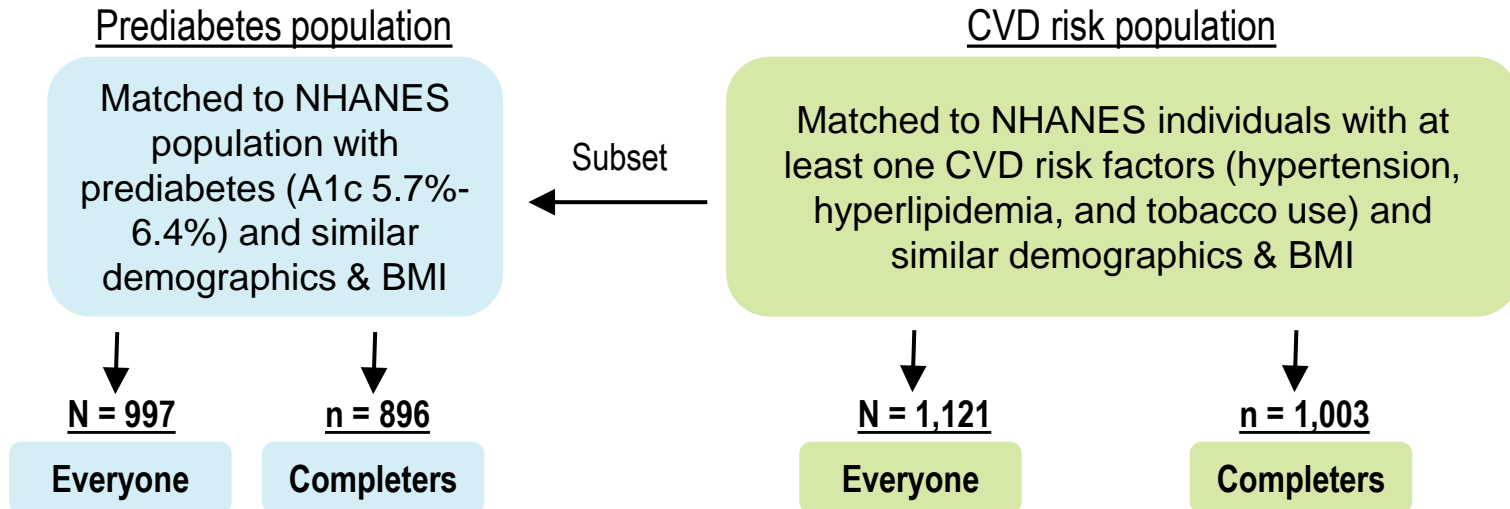 Prediabetes population
Matched to NHANES
population with
prediabetes (A1c 5.7%-
6.4%) and similar
demographics & BMI
Subset
CVD risk population
Matched to NHANES individuals with at
least one CVD risk factors (hypertension,
hyperlipidemia, and tobacco use) and
similar demographics & BMI
N = 997
Everyone
n = 896
Completers
N = 1,121
Everyone
n = 1,003
Completers